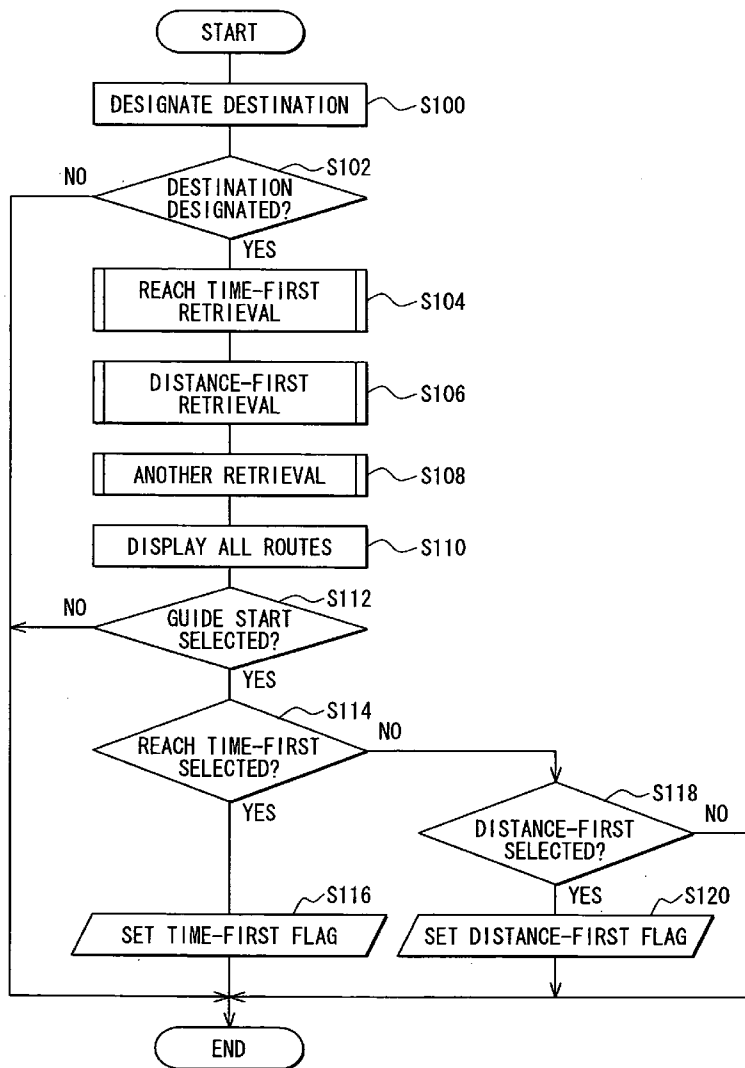 START
DESIGNATE DESTINATION
S100
S102
NO
DESTINATION
DESIGNATED?
YES
REACH TIME-FIRST
RETRIEVAL
S104
DISTANCE-FIRST
RETRIEVAL
S106
ANOTHER RETRIEVAL
S108
DISPLAY ALL ROUTES
S110
S112
NO
GUIDE START
SELECTED?
YES
S114
NO
REACH TIME-FIRST
SELECTED?
YES
S118
NO
DISTANCE-FIRST
SELECTED?
YES
S116
SET TIME-FIRST FLAG
S120
SET DISTANCE-FIRST FLAG
END